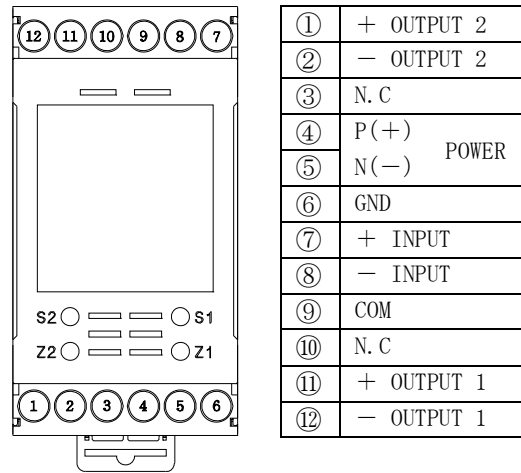 12 11 10 9 8 7
S2 S1
Z2 Z1
1 2 3 4 5 6
① + OUTPUT 2
② - OUTPUT 2
③ N.C
④ P(+)
POWER
⑤ N(-)
⑥ GND
⑦ + INPUT
⑧ - INPUT
⑨ COM
⑩ N.C
⑪ + OUTPUT 1
⑫ - OUTPUT 1